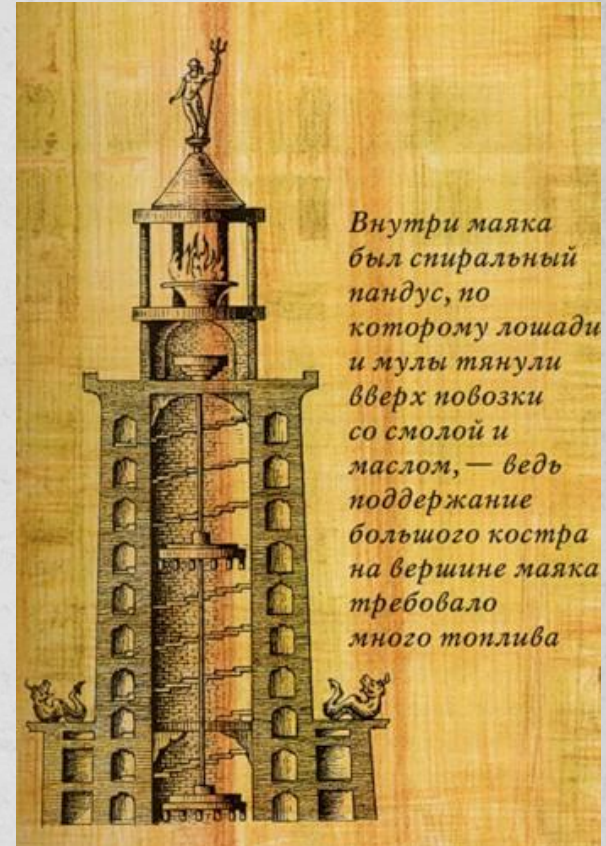 Внутри маяка
был спиральный
пандус, по
которому лошади
и мулы тянули
вверх повозки
со смолой и
маслом, — ведь
поддержание
большого костра
на вершине маяка
требовало
много топлива